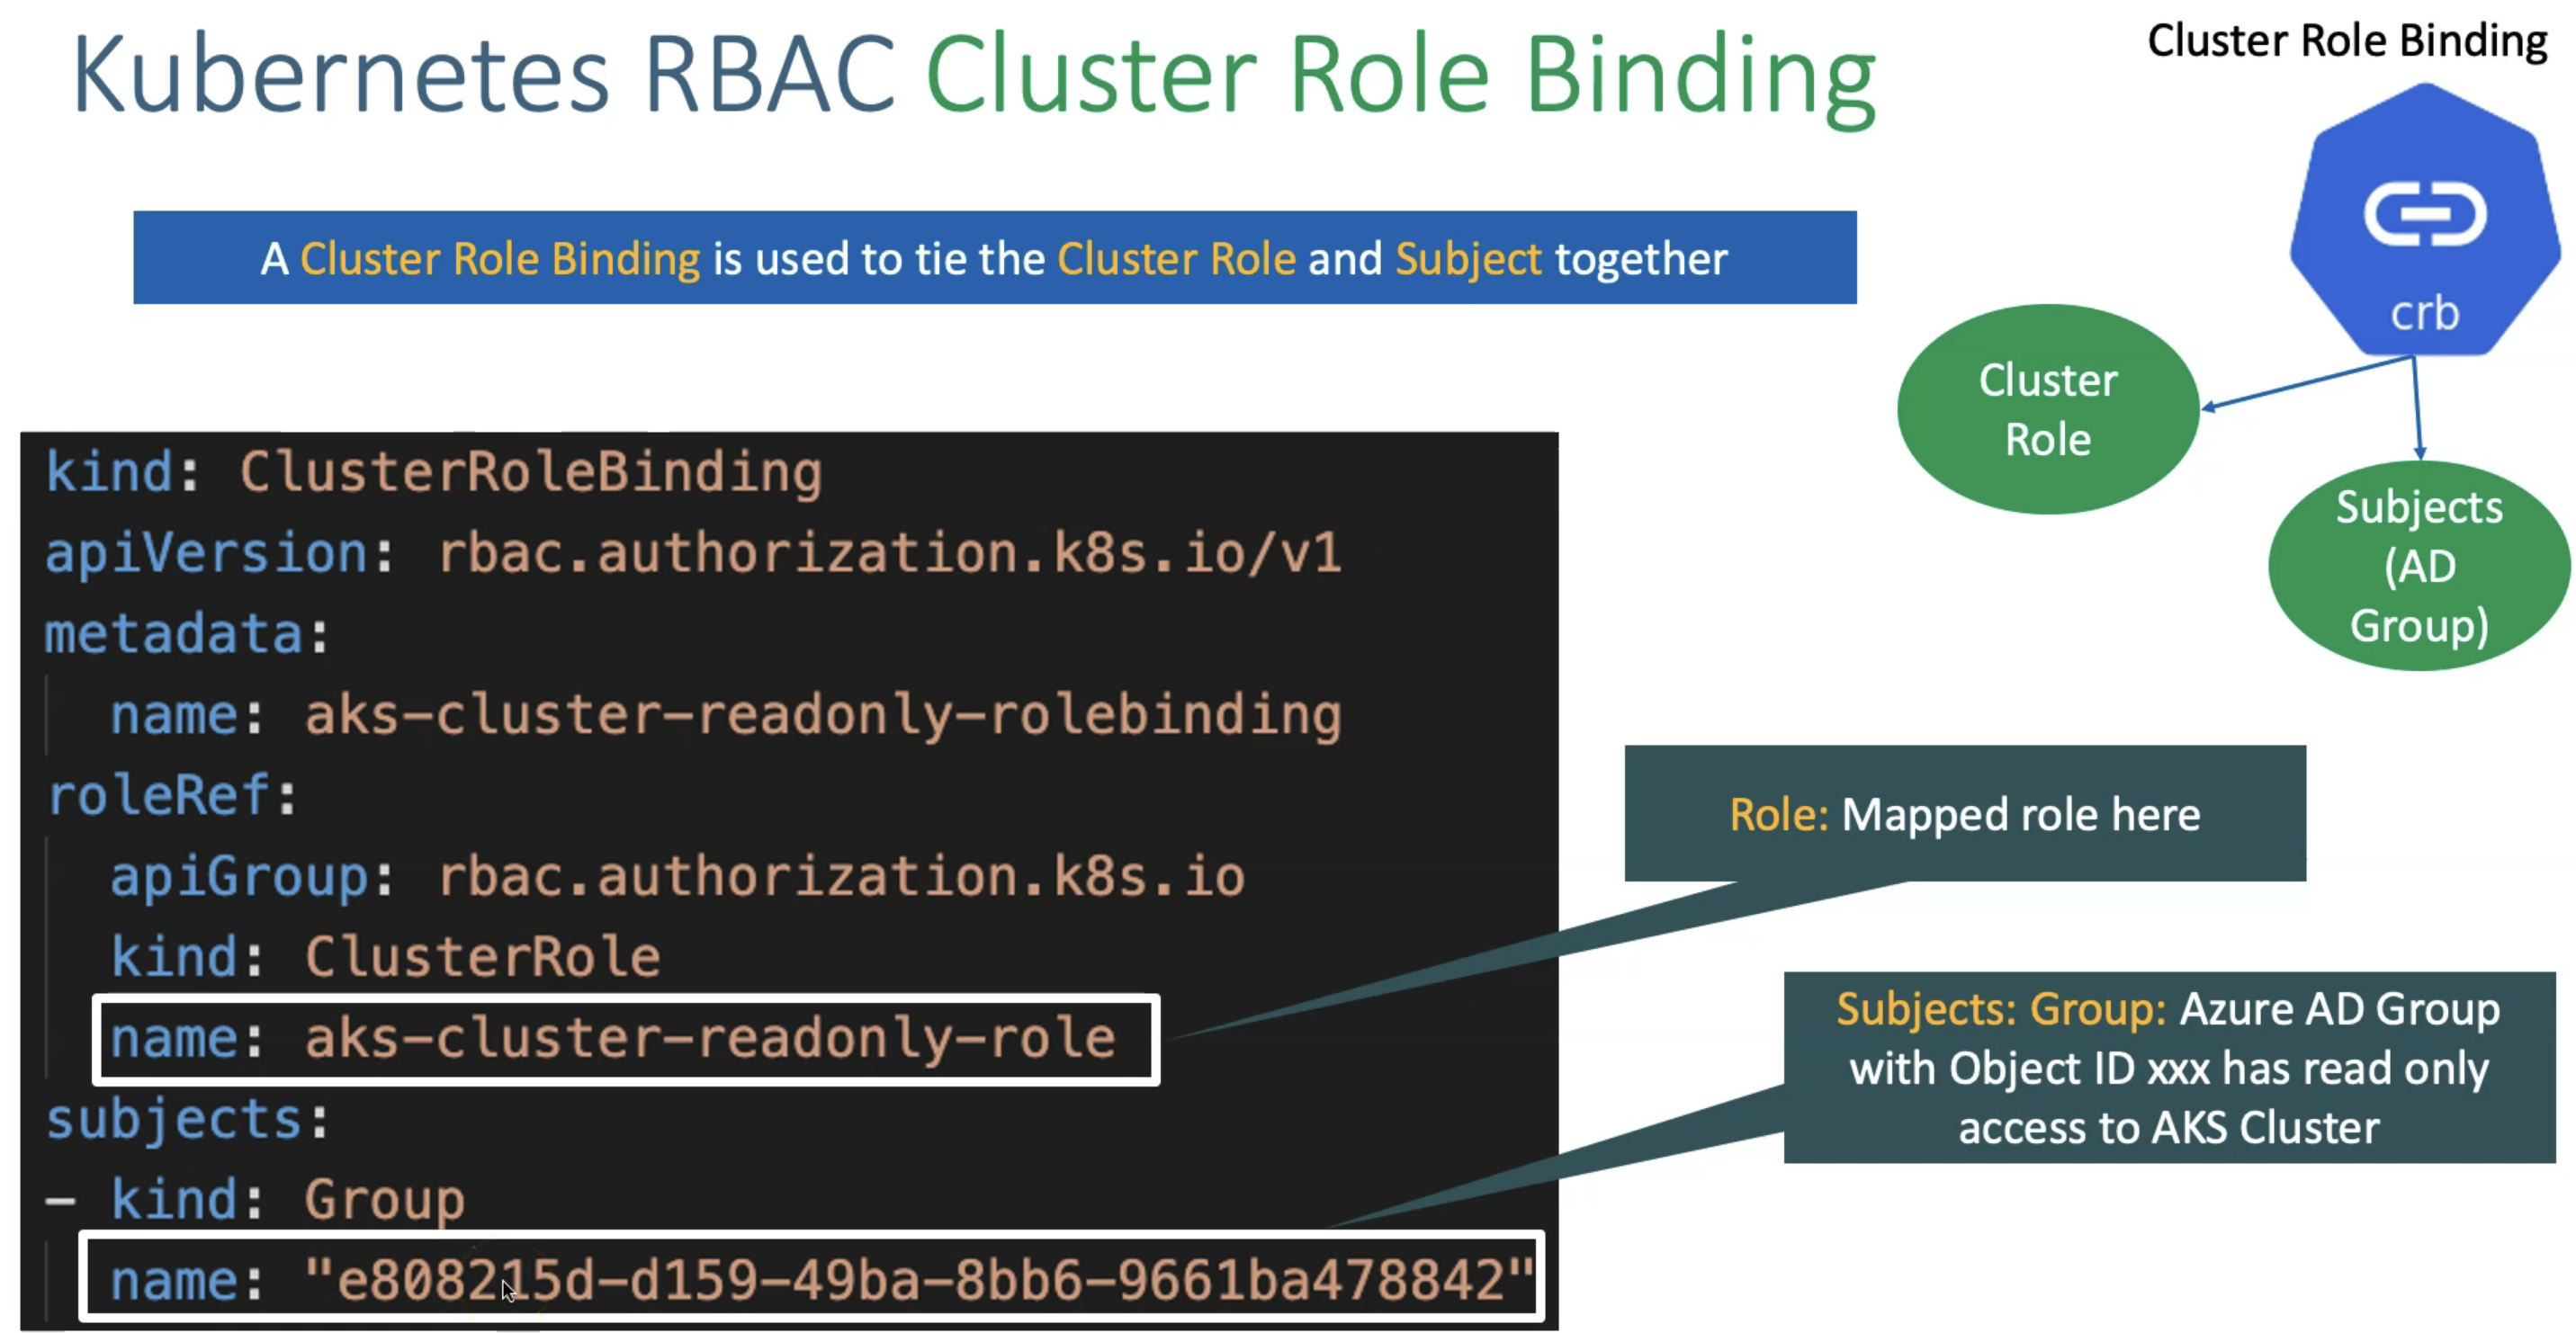 Kubernetes RBAC Cluster Role Binding
Cluster Role Binding
A Cluster Role Binding is used to tie the Cluster Role and Subject together
crb
Cluster
Role
Subjects
(AD
Group)
kind: ClusterRoleBinding
apiVersion: rbac.authorization.k8s.io/v1
metadata:
  name: aks-cluster-readonly-rolebinding
roleRef:
  apiGroup: rbac.authorization.k8s.io
  kind: ClusterRole
  name: aks-cluster-readonly-role
subjects:
- kind: Group
  name: "e808215d-d159-49ba-8bb6-9661ba478842"
Role: Mapped role here
Subjects: Group: Azure AD Group
with Object ID xxx has read only
access to AKS Cluster